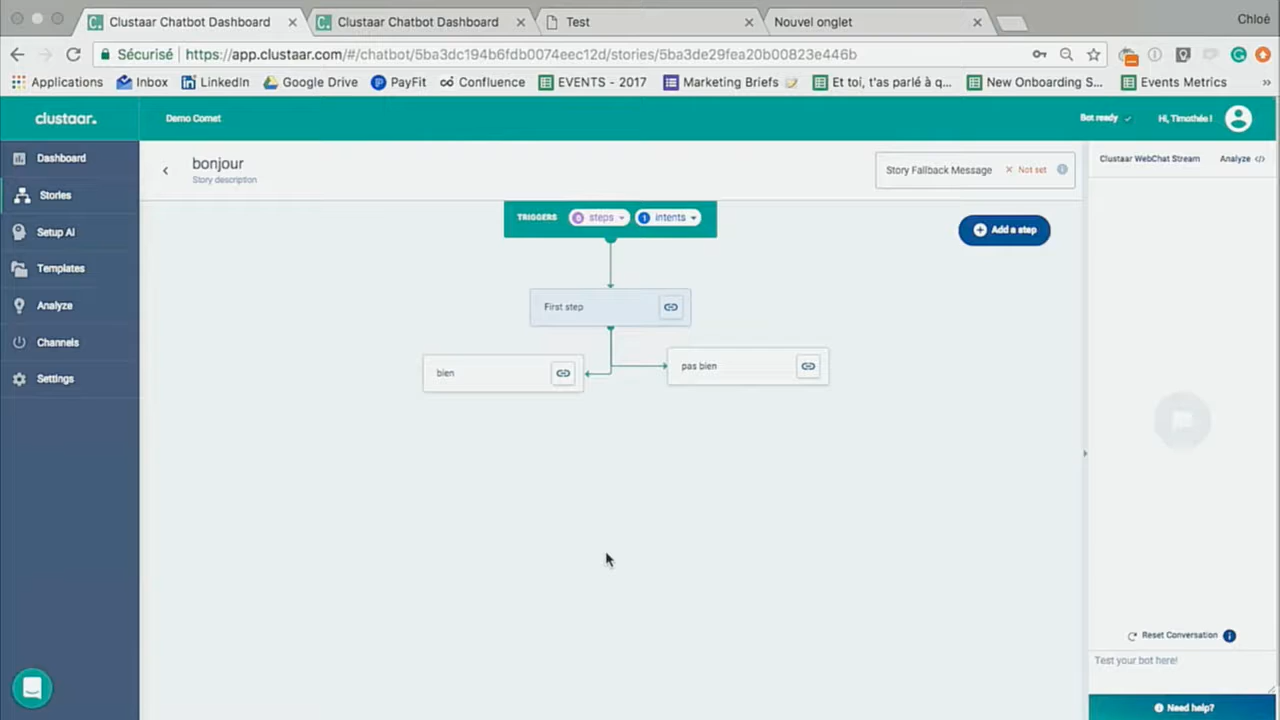 Clustaar Chatbot Dashboard
Clustaar Chatbot Dashboard
Test
Nouvel onglet
Chloé
Sécurisé
https://app.clustaar.com/#/chatbot/5ba3dc194b6fdb0074eec12d/stories/5ba3de29fea20b00823e446b
Applications
Inbox
LinkedIn
Google Drive
PayFit
Confluence
EVENTS - 2017
Marketing Briefs
Et toi, t'as parlé à q...
New Onboarding S...
Events Metrics
»
clustaar.
Demo Comet
Bot ready
Hi, Timothée !
Dashboard
Stories
Setup AI
Templates
Analyze
Channels
Settings
bonjour
Story description
Story Fallback Message
Not set
Clustaar WebChat Stream
Analyze </>
TRIGGERS
0 steps
1 intents
Add a step
First step
bien
pas bien
Reset Conversation
Test your bot here!
Need help?